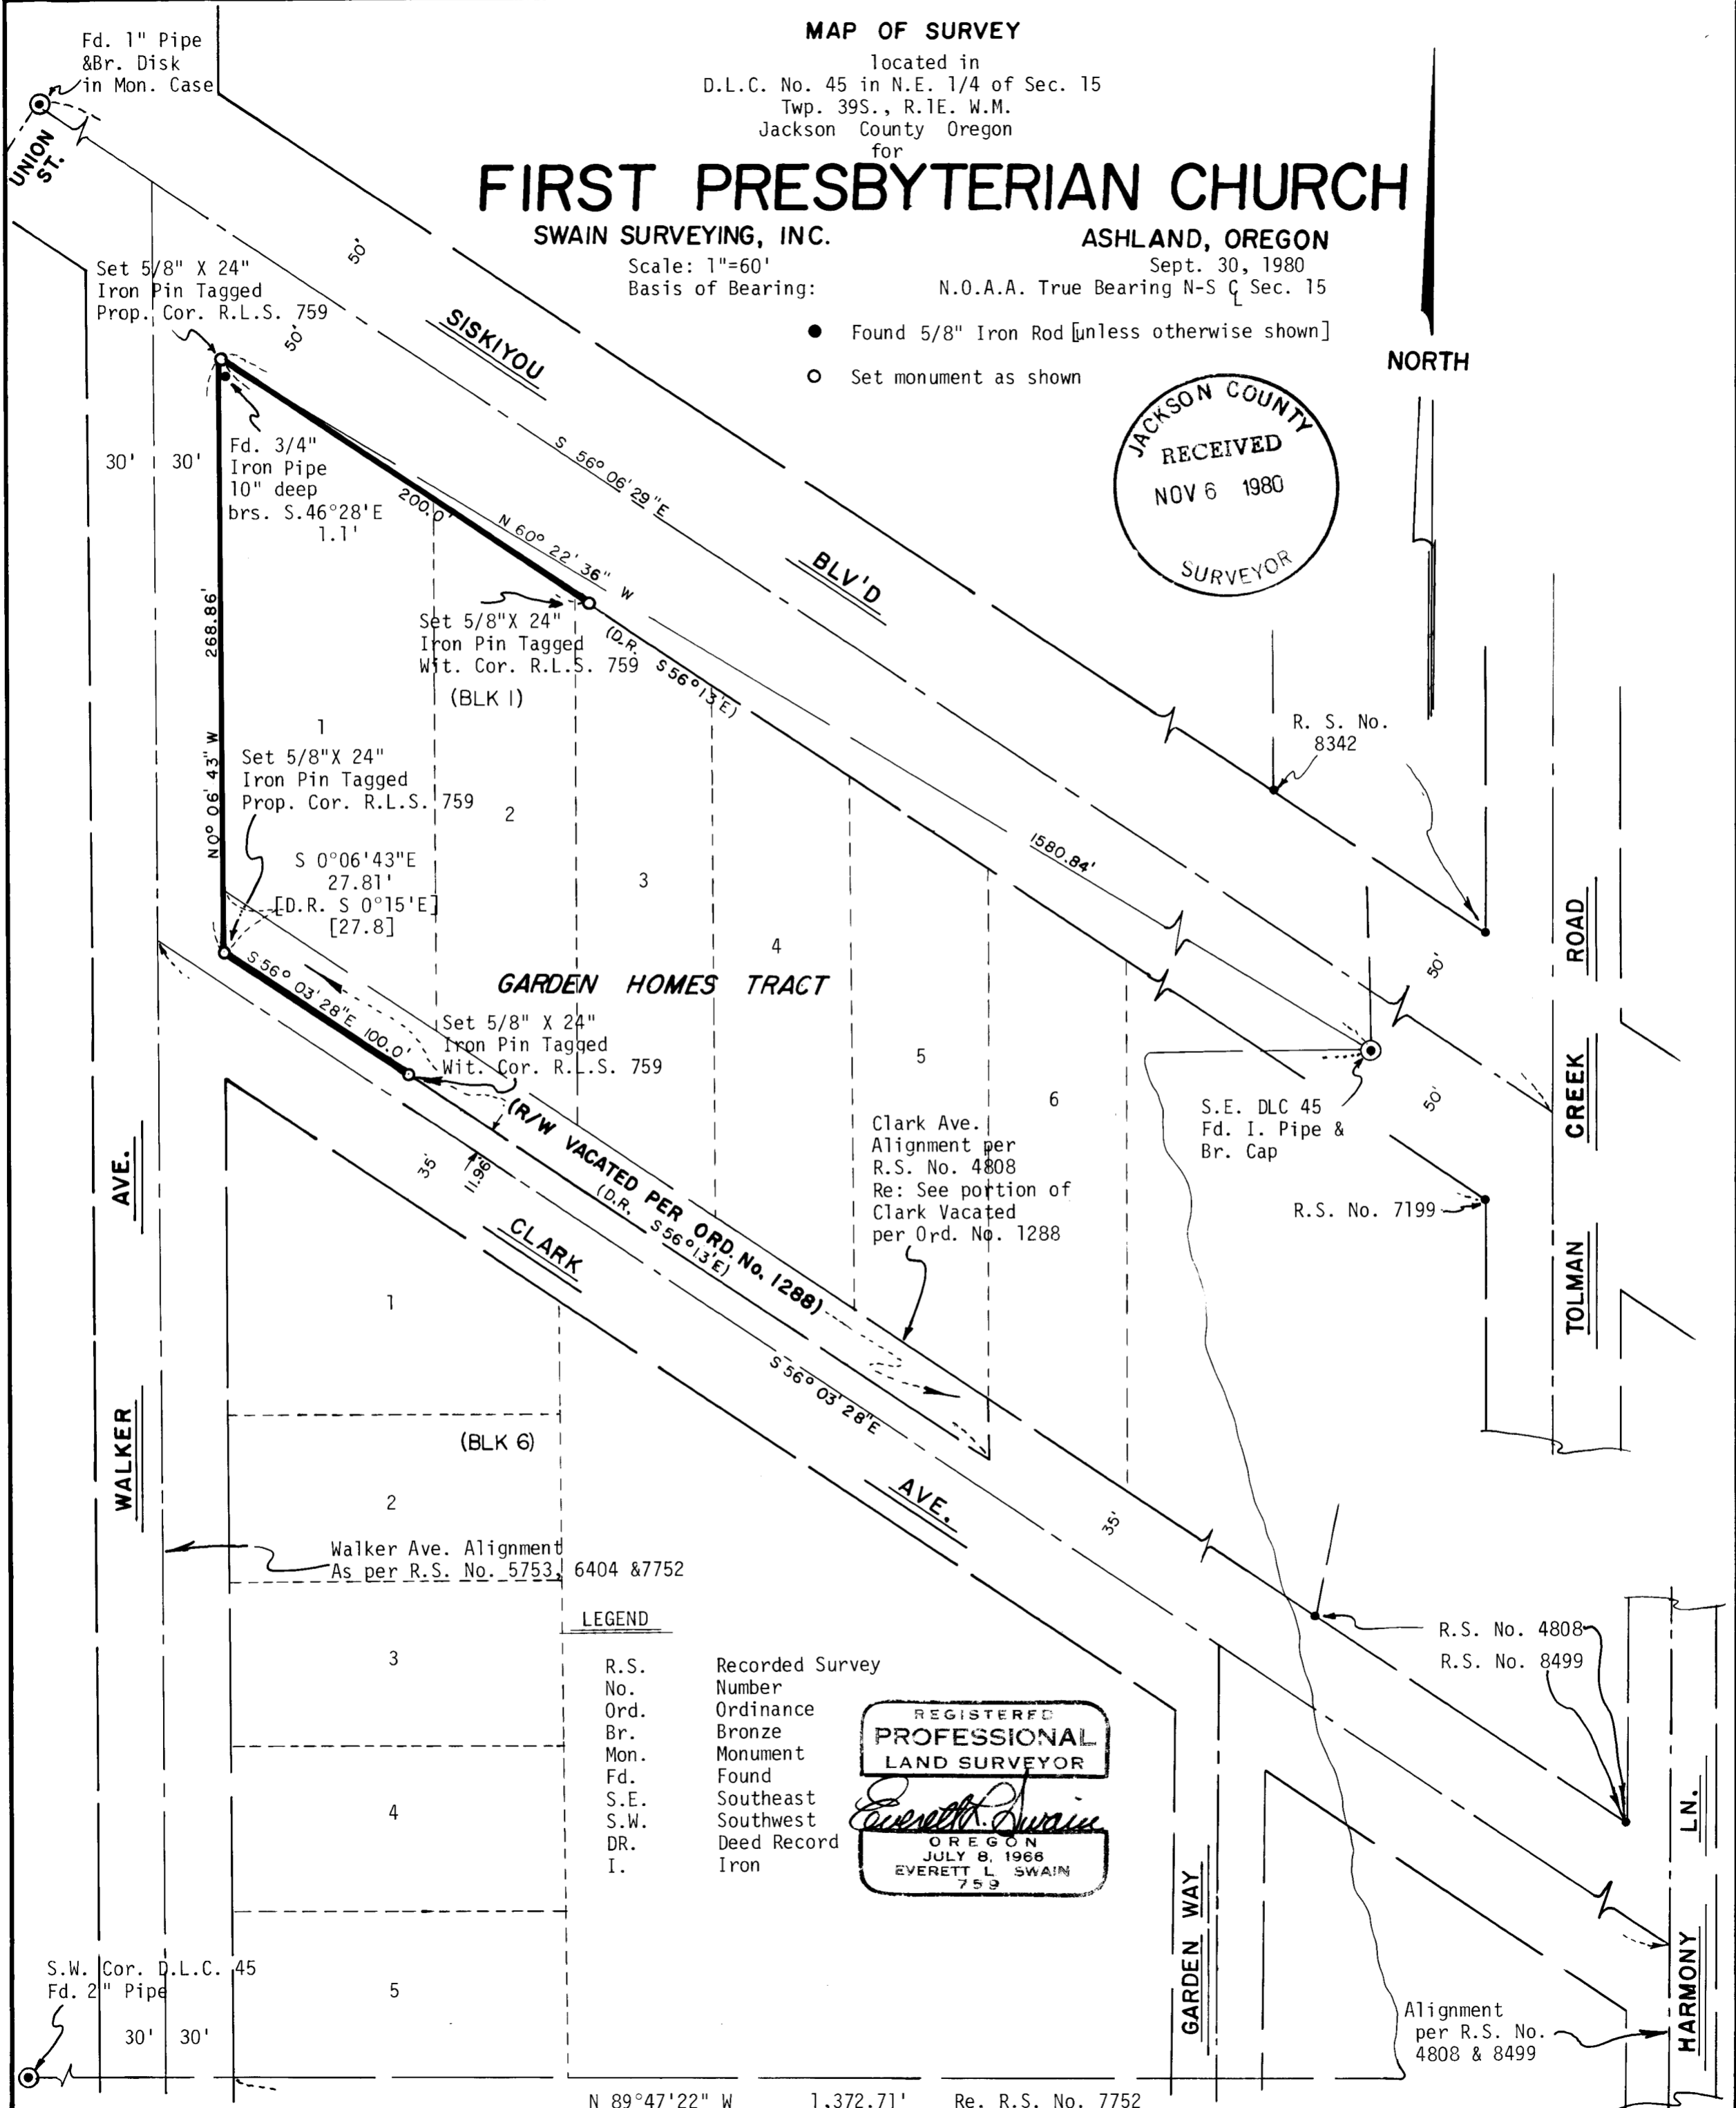 MAP OF SURVEY
located in
D.L.C. No. 45 in N.E. 1/4 of Sec. 15
Twp. 39S., R.1E. W.M.
Jackson County Oregon
for
FIRST PRESBYTERIAN CHURCH
SWAIN SURVEYING, INC.
ASHLAND, OREGON
Scale: 1"=60'
Sept. 30, 1980
Basis of Bearing:
N.O.A.A. True Bearing N-S ℄ Sec. 15
● Found 5/8" Iron Rod [unless otherwise shown]
○ Set monument as shown
NORTH
JACKSON COUNTY
RECEIVED
NOV 6 1980
SURVEYOR
Fd. 1" Pipe
&Br. Disk
in Mon. Case
UNION
ST.
50'
50'
SISKIYOU
BLV'D
S 56° 06' 29" E
Set 5/8" X 24"
Iron Pin Tagged
Prop. Cor. R.L.S. 759
30'
30'
Fd. 3/4"
Iron Pipe
10" deep
brs. S.46°28'E
1.1'
200.0'
N 60° 22' 36" W
Set 5/8"X 24"
Iron Pin Tagged
Wit. Cor. R.L.S. 759
(D.R. S 56° 13'E)
(BLK 1)
268.86'
N0° 06' 43" W
1
2
3
4
5
6
Set 5/8"X 24"
Iron Pin Tagged
Prop. Cor. R.L.S. 759
S 0°06'43"E
27.81'
[D.R. S 0°15'E]
[27.8]
R. S. No.
8342
1580.84'
GARDEN HOMES TRACT
S 56° 03' 28"E 100.0'
Set 5/8" X 24"
Iron Pin Tagged
Wit. Cor. R.L.S. 759
(R/W VACATED PER ORD. No. 1288)
(D.R. S 56° 13'E)
35'
11.96'
Clark Ave.
Alignment per
R.S. No. 4808
Re: See portion of
Clark Vacated
per Ord. No. 1288
S.E. DLC 45
Fd. I. Pipe &
Br. Cap
50'
50'
R.S. No. 7199
TOLMAN
CREEK
ROAD
CLARK
AVE.
S 56° 03' 28"E
35'
WALKER
AVE.
1
(BLK 6)
2
3
4
5
Walker Ave. Alignment
As per R.S. No. 5753, 6404 &7752
LEGEND
R.S. Recorded Survey
No. Number
Ord. Ordinance
Br. Bronze
Mon. Monument
Fd. Found
S.E. Southeast
S.W. Southwest
DR. Deed Record
I. Iron
REGISTERED
PROFESSIONAL
LAND SURVEYOR
Everett L. Swain
OREGON
JULY 8, 1966
EVERETT L. SWAIN
759
R.S. No. 4808
R.S. No. 8499
GARDEN WAY
HARMONY
LN.
Alignment
per R.S. No.
4808 & 8499
S.W. Cor. D.L.C. 45
Fd. 2" Pipe
30'
30'
N 89°47'22" W 1,372.71' Re. R.S. No. 7752